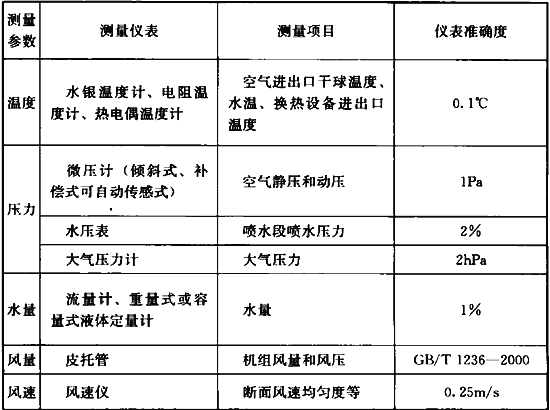 测量参数 测量仪表 测量项目 仪表准确度
温度 水银温度计、电阻温度计、热电偶温度计 空气进出口干球温度、水温、换热设备进出口温度 0.1℃
压力 微压计（倾斜式、补偿式可自动传感式） 空气静压和动压 1Pa
水压表 喷水段喷水压力 2%
大气压力计 大气压力 2hPa
水量 流量计、重量式或容量式液体定量计 水量 1%
风量 皮托管 机组风量和风压 GB/T 1236—2000
风速 风速仪 断面风速均匀度等 0.25m/s